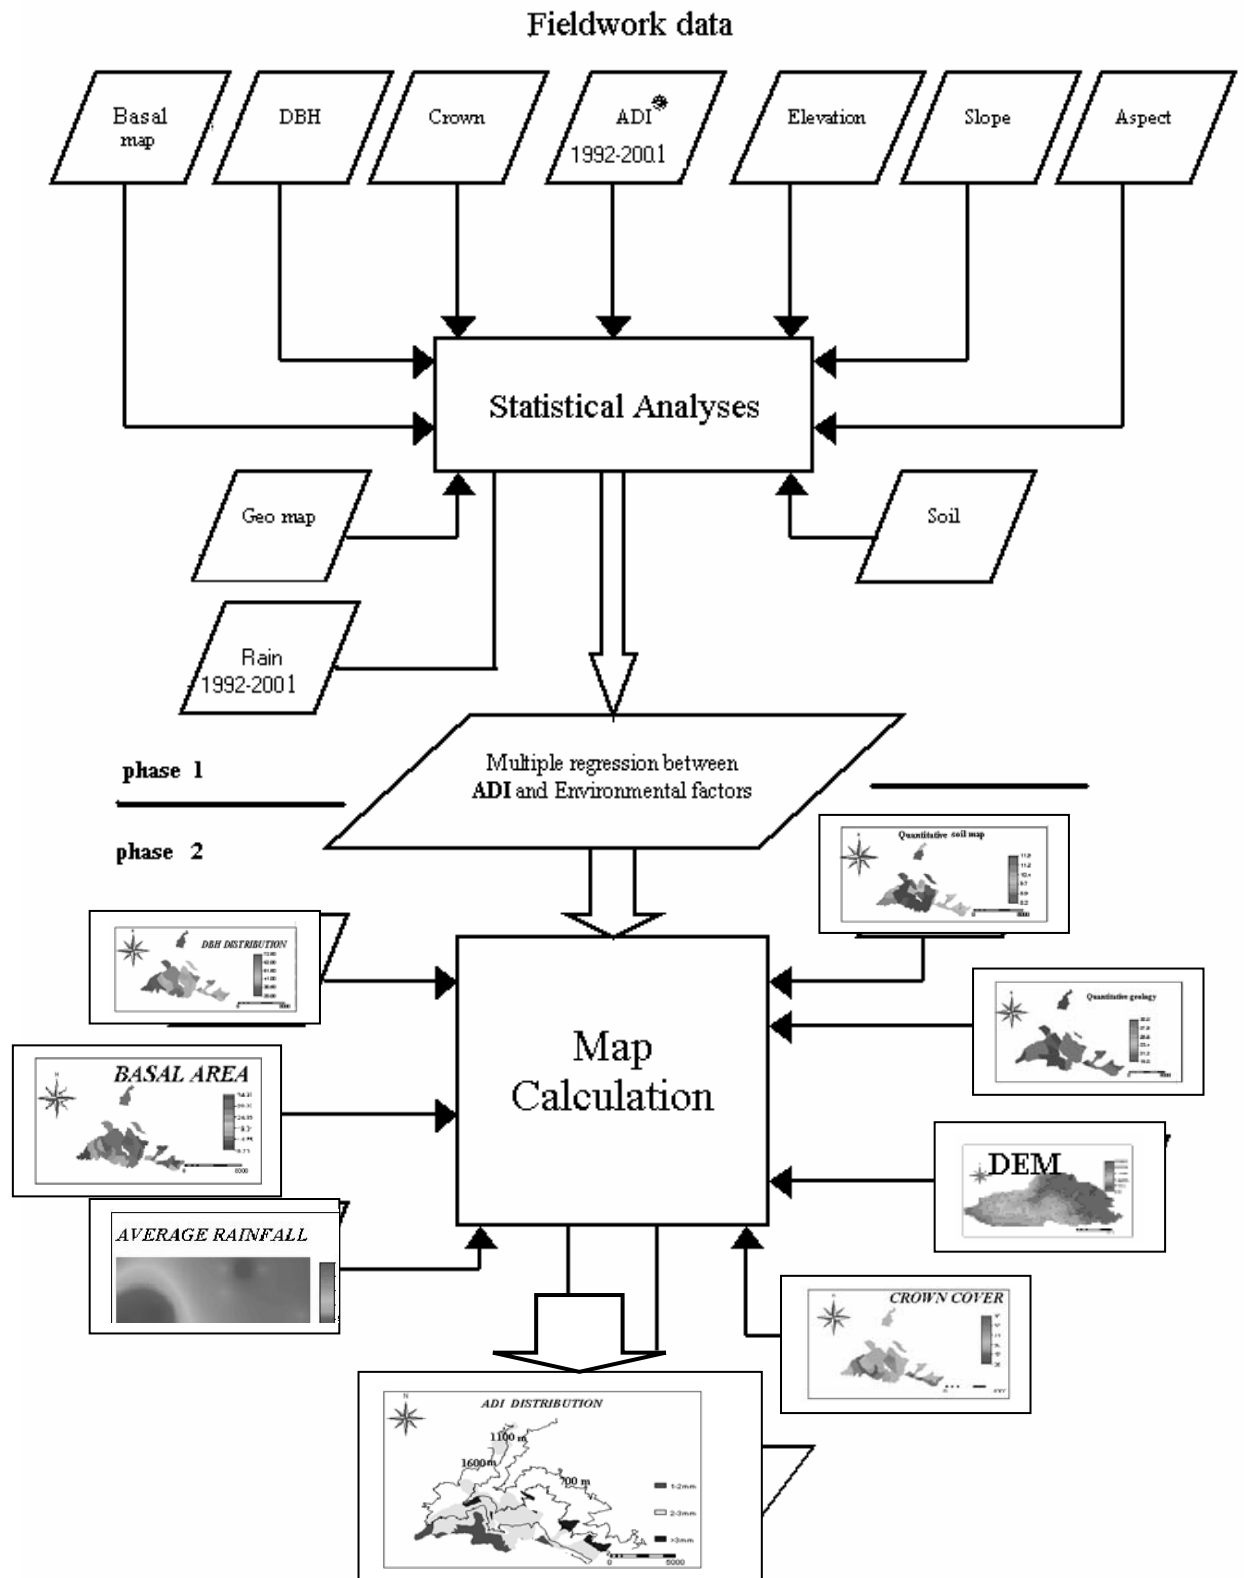 Fieldwork data
Basal
map
DBH
Crown
ADI*
1992-2001
Elevation
Slope
Aspect
Statistical Analyses
Geo map
Soil
Rain
1992-2001
Multiple regression between
ADI and Environmental factors
phase 1
phase 2
Quantitative soil map
DBH DISTRIBUTION
Quantitative geology
Map
Calculation
BASAL AREA
DEM
AVERAGE RAINFALL
CROWN COVER
ADI DISTRIBUTION
N
1100 m
1600 m
700 m
1-2mm
2-3mm
>3mm
0 5000